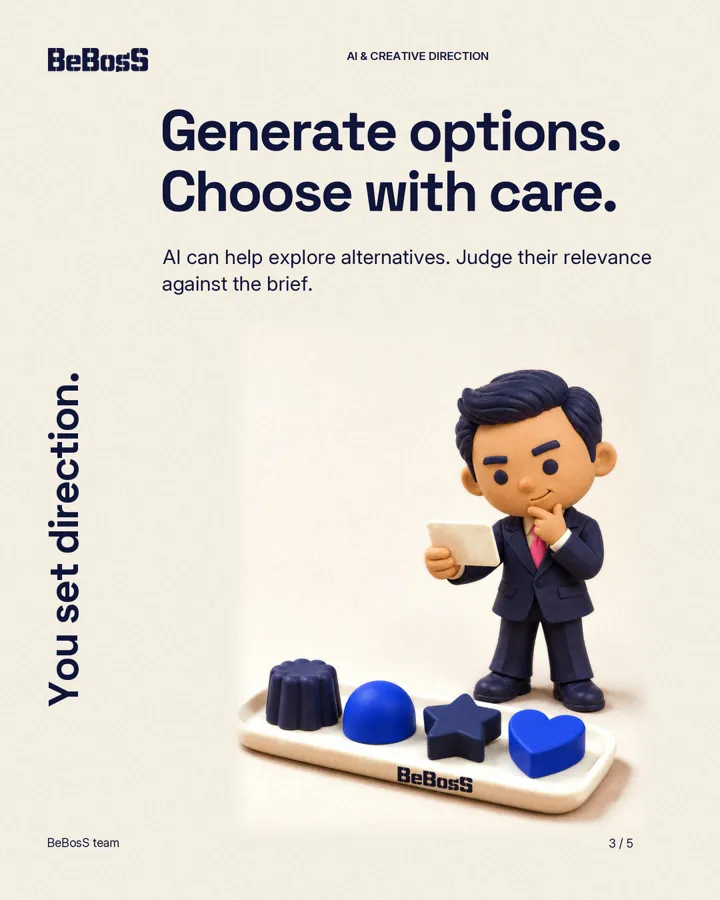 BeBosS
AI & CREATIVE DIRECTION
Generate options.
Choose with care.
AI can help explore alternatives. Judge their relevance
against the brief.
You set direction.
BeBosS
BeBosS team
3 / 5